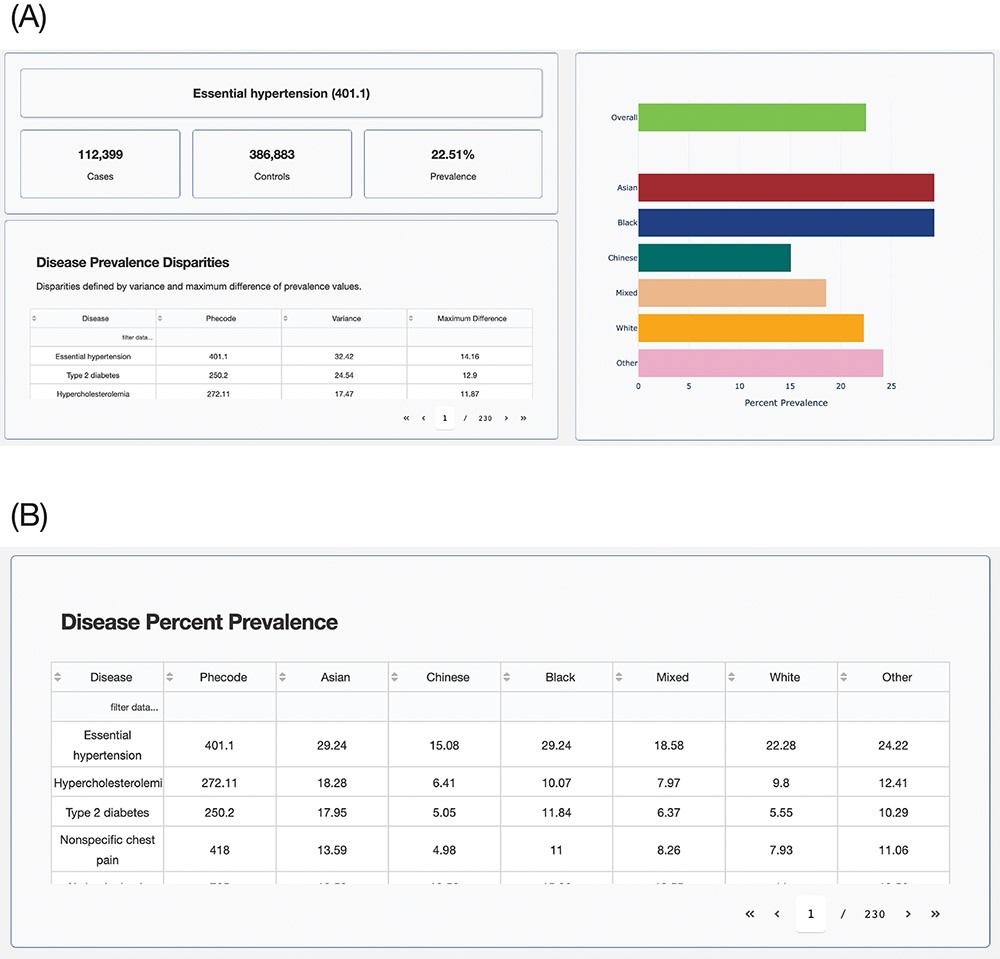 (A)
Essential hypertension (401.1)
112,399
Cases
386,883
Controls
22.51%
Prevalence
Disease Prevalence Disparities
Disparities defined by variance and maximum difference of prevalence values.
Disease Phecode Variance Maximum Difference
filter data...
Essential hypertension 401.1 32.42 14.16
Type 2 diabetes 250.2 24.54 12.9
Hypercholesterolemia 272.11 17.47 11.87
« ‹ 1 / 230 › »
Overall
Asian
Black
Chinese
Mixed
White
Other
0 5 10 15 20 25
Percent Prevalence
(B)
Disease Percent Prevalence
Disease Phecode Asian Chinese Black Mixed White Other
filter data...
Essential
hypertension 401.1 29.24 15.08 29.24 18.58 22.28 24.22
Hypercholesterolemi 272.11 18.28 6.41 10.07 7.97 9.8 12.41
Type 2 diabetes 250.2 17.95 5.05 11.84 6.37 5.55 10.29
Nonspecific chest
pain 418 13.59 4.98 11 8.26 7.93 11.06
« ‹ 1 / 230 › »